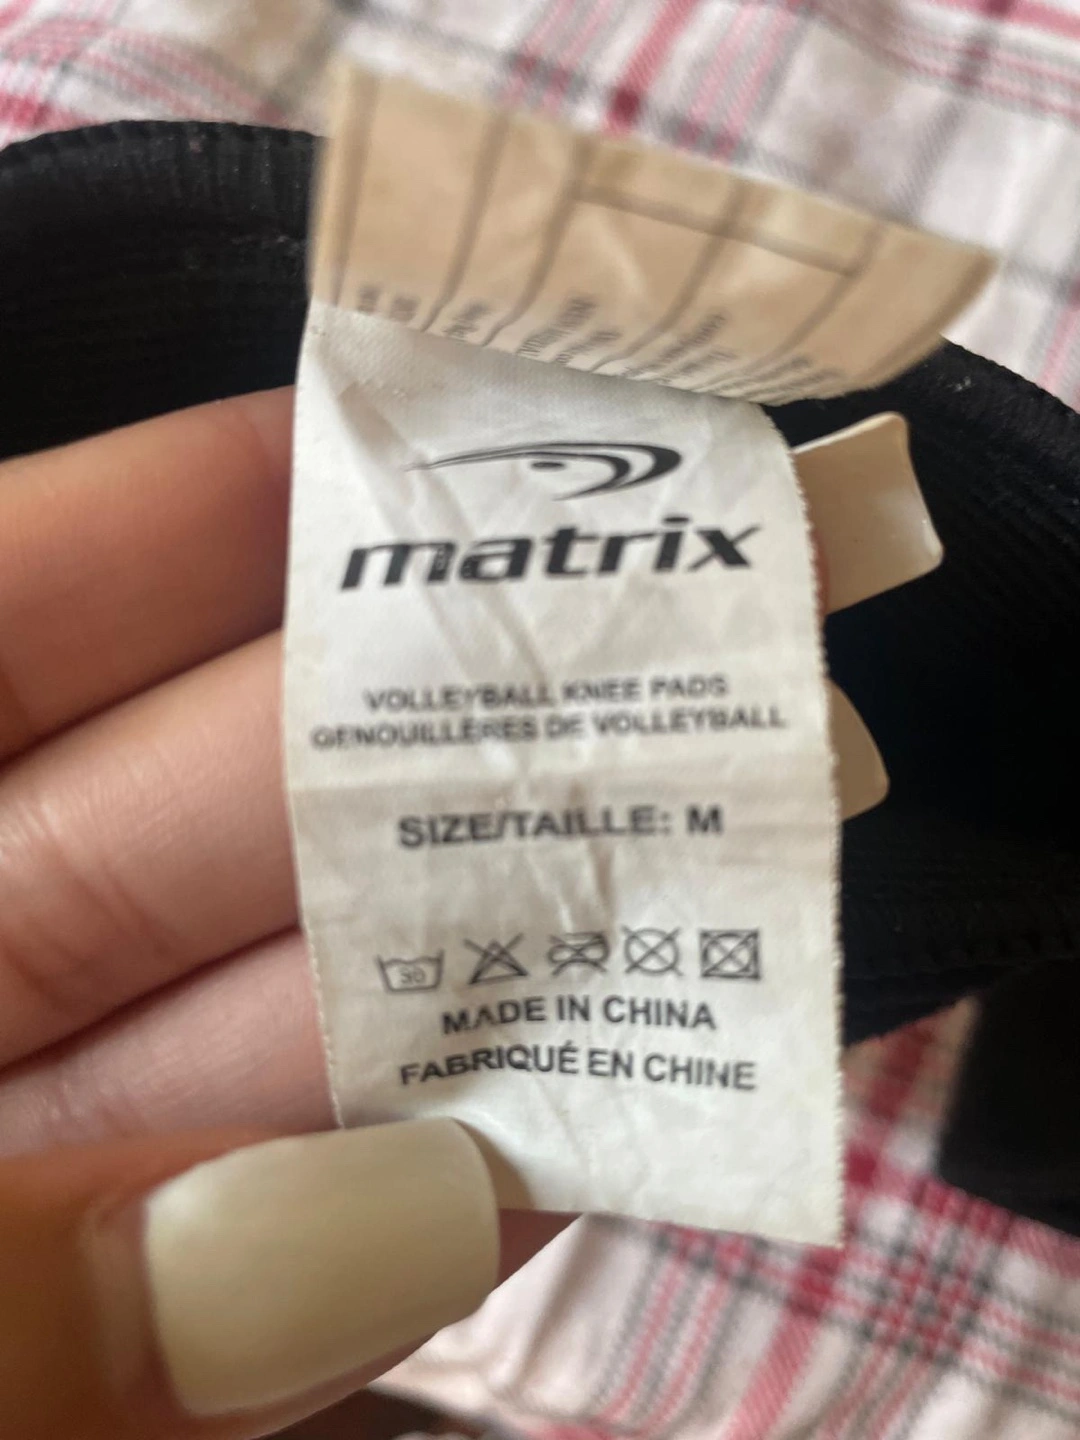 matrix
VOLLEYBALL KNEE PADS
GENOUILLÈRES DE VOLLEYBALL
SIZE/TAILLE: M
30
MADE IN CHINA
FABRIQUÉ EN CHINE